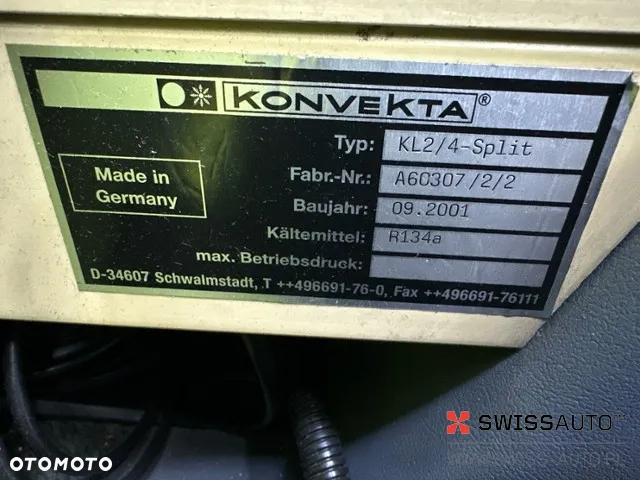 KONVEKTA®
Typ: KL2/4-Split
Made in Germany
Fabr.-Nr.: A60307/2/2
Baujahr: 09.2001
Kältemittel: R134a
max. Betriebsdruck:
D-34607 Schwalmstadt, T ++496691-76-0, Fax ++496691-76111
SWISSAUTO
OTOMOTO